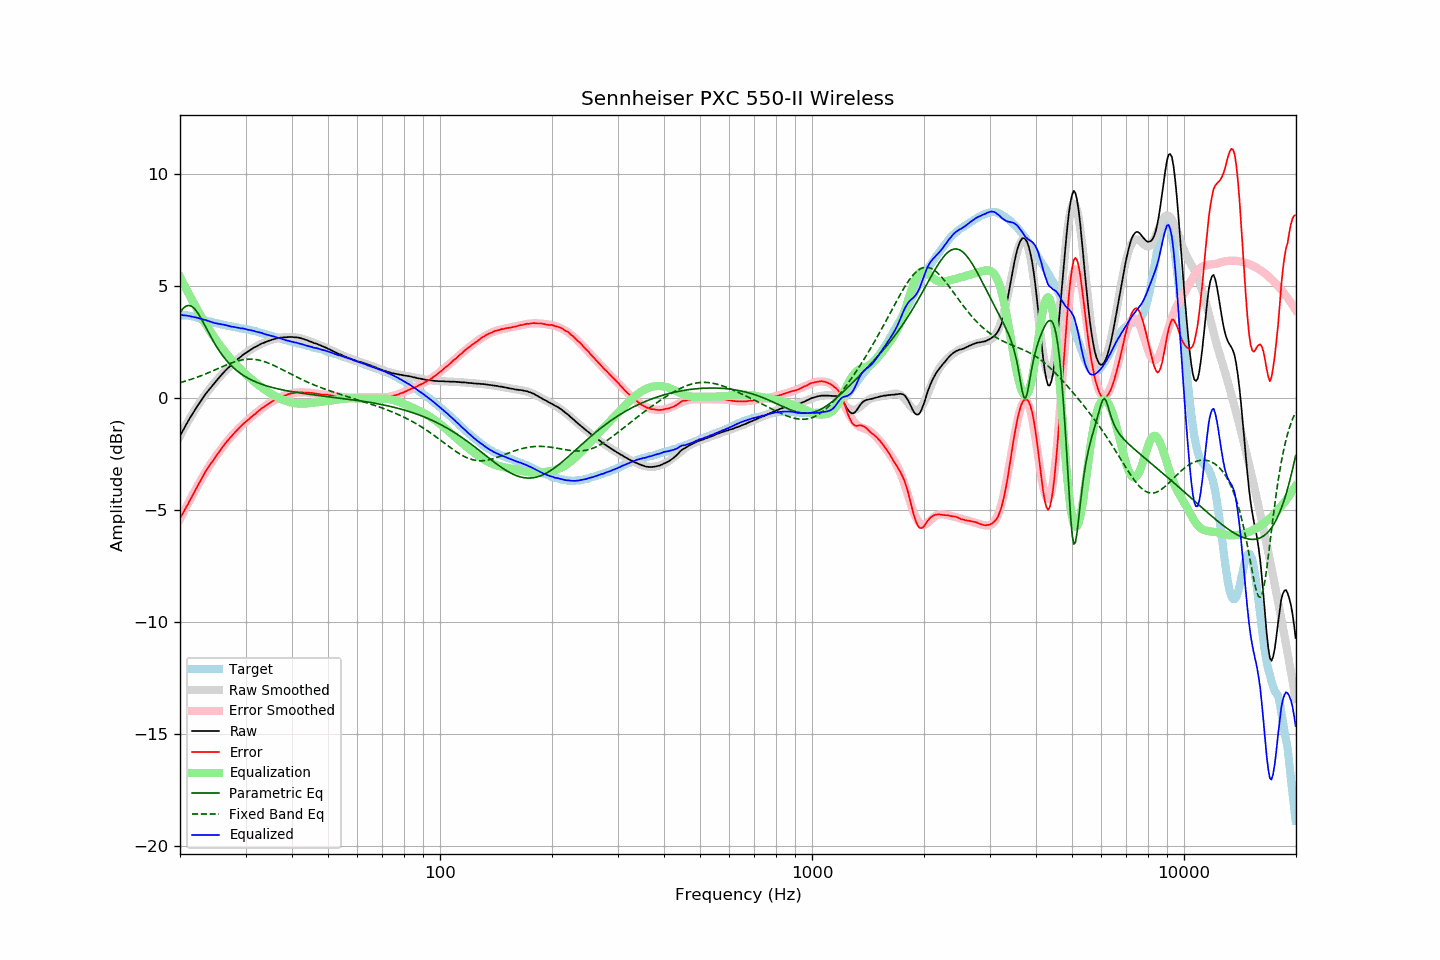 Sennheiser PXC 550-II Wireless
10
5
0
−5
−10
−15
−20
Amplitude (dBr)
Target
Raw Smoothed
Error Smoothed
Raw
Error
Equalization
Parametric Eq
Fixed Band Eq
Equalized
100
1000
10000
Frequency (Hz)